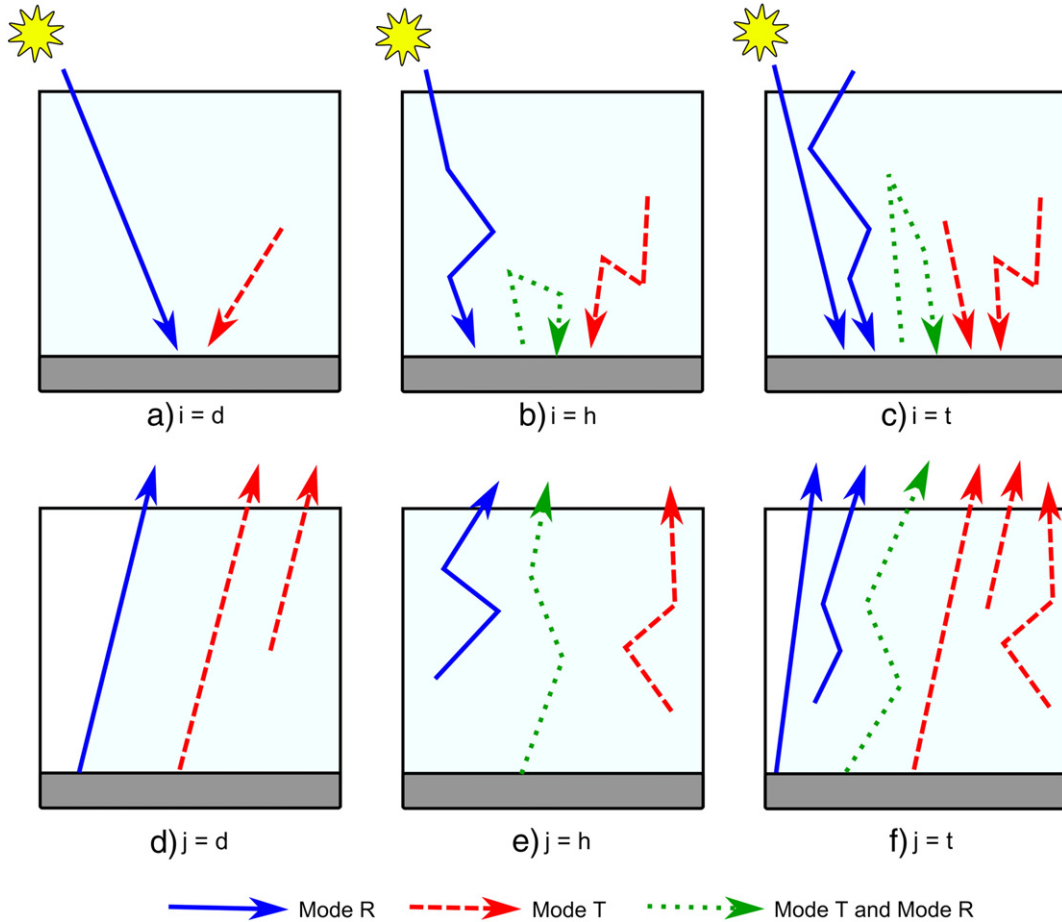 a) i = d
b) i = h
c) i = t
d) j = d
e) j = h
f) j = t
Mode R
Mode T
Mode T and Mode R